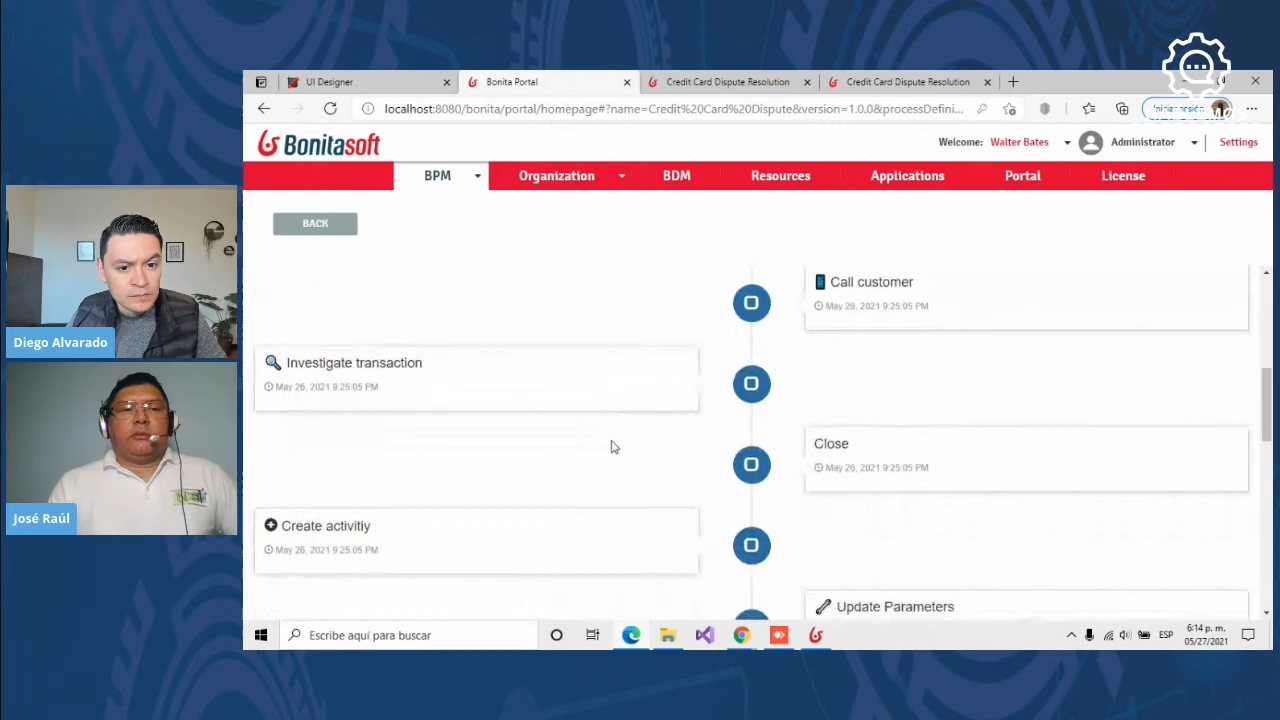 UI Designer
Bonita Portal
Credit Card Dispute Resolution
Credit Card Dispute Resolution
localhost:8080/bonita/portal/homepage#?name=Credit%20Card%20Dispute&version=1.0.0&processDefini...
Bonitasoft
Welcome: Walter Bates
Administrator
Settings
BPM
Organization
BDM
Resources
Applications
Portal
License
BACK
Call customer
May 26, 2021 9:25:05 PM
Investigate transaction
May 26, 2021 9:25:05 PM
Close
May 26, 2021 9:25:05 PM
Create activitiy
May 26, 2021 9:25:05 PM
Update Parameters
Diego Alvarado
José Raúl
Escribe aquí para buscar
ESP
6:14 p. m.
05/27/2021